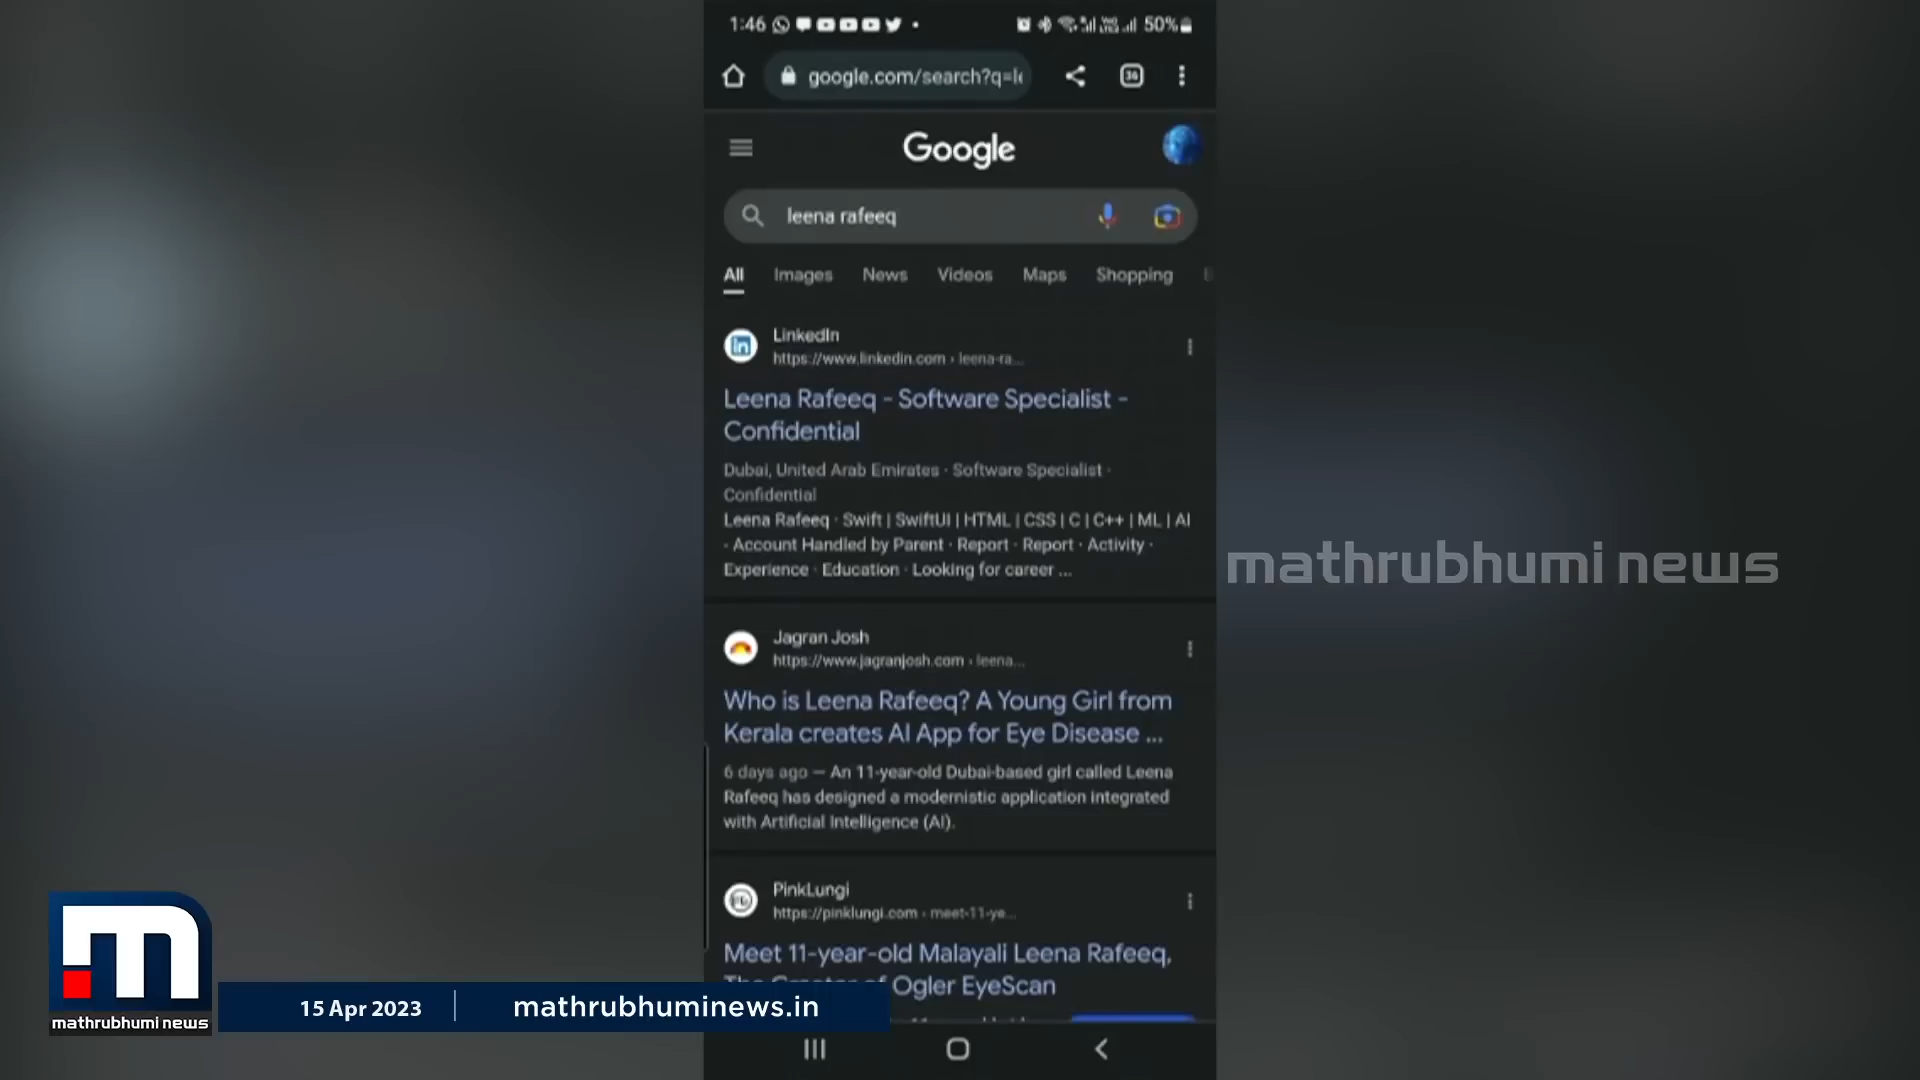 1:46
50%
google.com/search?q=le
36
Google
leena rafeeq
All Images News Videos Maps Shopping
LinkedIn
https://www.linkedin.com › leena-ra...
Leena Rafeeq - Software Specialist -
Confidential
Dubai, United Arab Emirates · Software Specialist ·
Confidential
Leena Rafeeq · Swift | SwiftUI | HTML | CSS | C | C++ | ML | AI
· Account Handled by Parent · Report · Report · Activity ·
Experience · Education · Looking for career ...
Jagran Josh
https://www.jagranjosh.com › leena...
Who is Leena Rafeeq? A Young Girl from
Kerala creates AI App for Eye Disease ...
6 days ago — An 11-year-old Dubai-based girl called Leena
Rafeeq has designed a modernistic application integrated
with Artificial Intelligence (AI).
PinkLungi
https://pinklungi.com › meet-11-ye...
Meet 11-year-old Malayali Leena Rafeeq,
The Creator of Ogler EyeScan
mathrubhumi news
mathrubhumi news
15 Apr 2023
mathrubhuminews.in